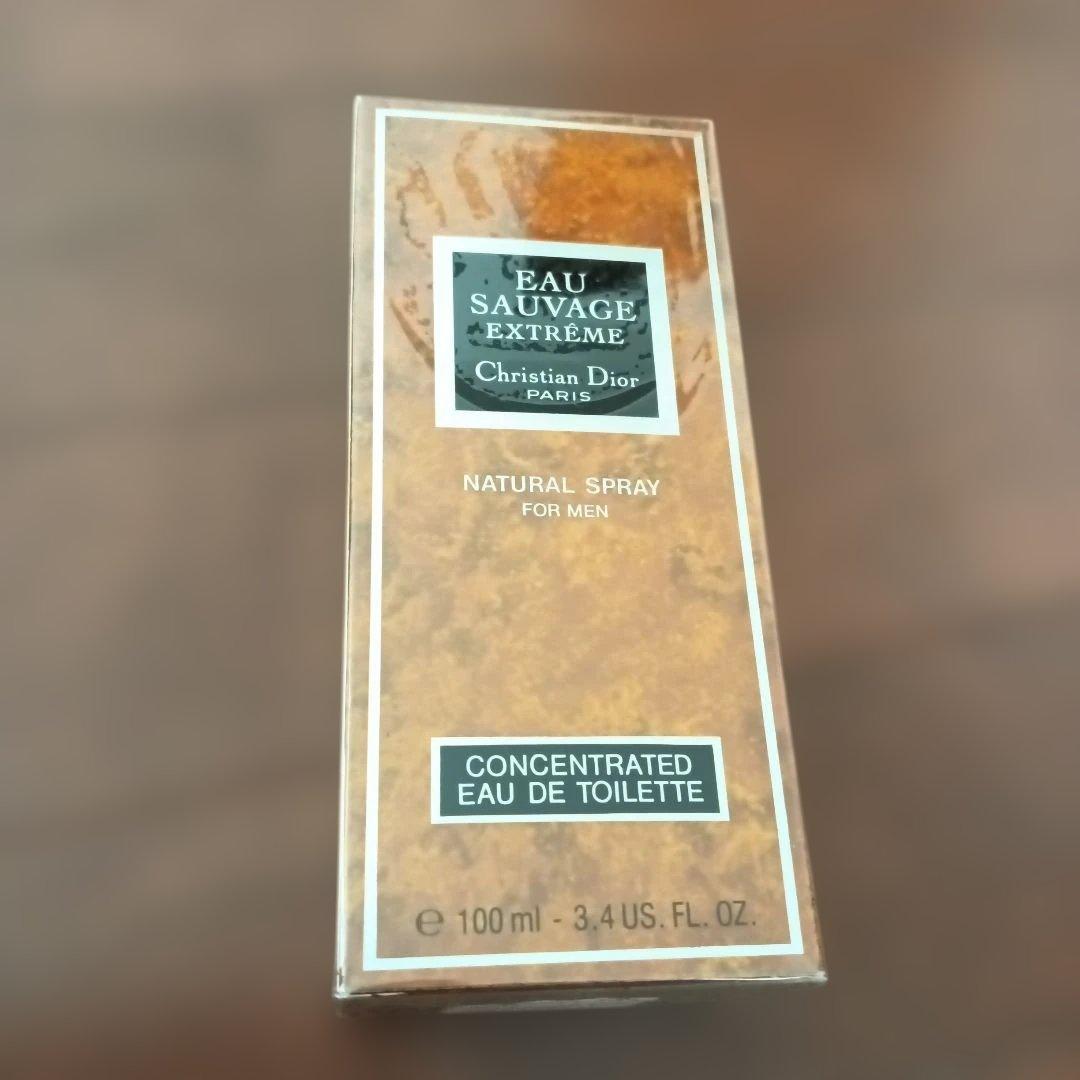 EAU
SAUVAGE
EXTRÊME
Christian Dior
PARIS
NATURAL SPRAY
FOR MEN
CONCENTRATED
EAU DE TOILETTE
℮ 100 ml - 3.4 US. FL. OZ.